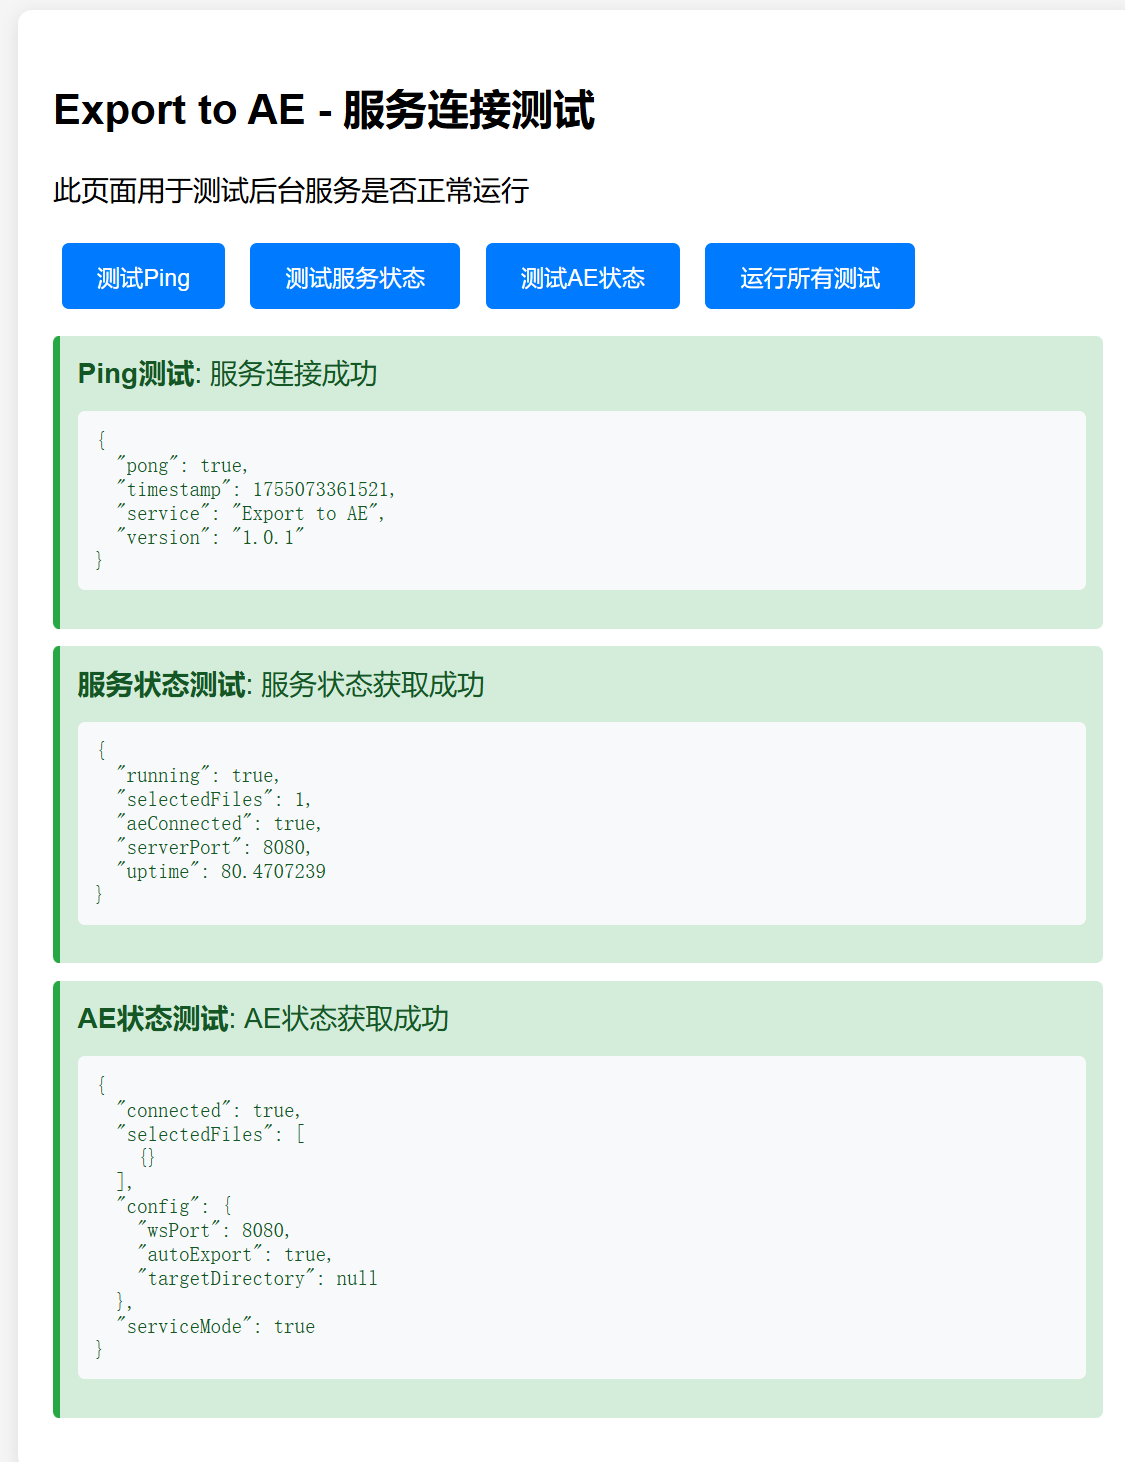 Export to AE - 服务连接测试
此页面用于测试后台服务是否正常运行
测试Ping 测试服务状态 测试AE状态 运行所有测试
Ping测试: 服务连接成功
{
  "pong": true,
  "timestamp": 1755073361521,
  "service": "Export to AE",
  "version": "1.0.1"
}
服务状态测试: 服务状态获取成功
{
  "running": true,
  "selectedFiles": 1,
  "aeConnected": true,
  "serverPort": 8080,
  "uptime": 80.4707239
}
AE状态测试: AE状态获取成功
{
  "connected": true,
  "selectedFiles": [
    {}
  ],
  "config": {
    "wsPort": 8080,
    "autoExport": true,
    "targetDirectory": null
  },
  "serviceMode": true
}